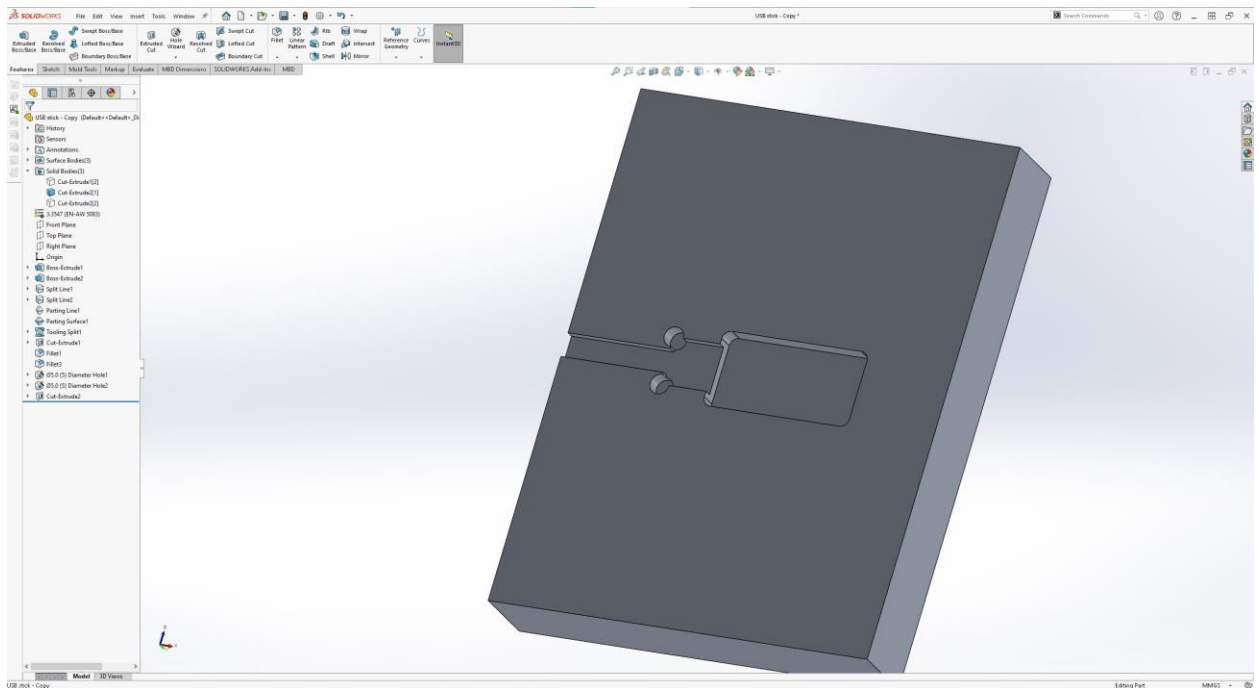 SOLIDWORKS File Edit View Insert Tools Window
USB stick - Copy *
Search Commands
Extruded Boss/Base
Revolved Boss/Base
Swept Boss/Base
Lofted Boss/Base
Boundary Boss/Base
Extruded Cut
Hole Wizard
Revolved Cut
Swept Cut
Lofted Cut
Boundary Cut
Fillet
Linear Pattern
Rib
Draft
Shell
Wrap
Intersect
Mirror
Reference Geometry
Curves
Instant3D
Features Sketch Mold Tools Markup Evaluate MBD Dimensions SOLIDWORKS Add-Ins MBD
USB stick - Copy (Default<<Default>_Di
History
Sensors
Annotations
Surface Bodies(3)
Solid Bodies(3)
Cut-Extrude1[2]
Cut-Extrude2[1]
Cut-Extrude2[2]
3.3547 (EN-AW 5083)
Front Plane
Top Plane
Right Plane
Origin
Boss-Extrude1
Boss-Extrude2
Split Line1
Split Line2
Parting Line1
Parting Surface1
Tooling Split1
Cut-Extrude1
Fillet1
Fillet3
Ø5.0 (5) Diameter Hole1
Ø5.0 (5) Diameter Hole2
Cut-Extrude2
Model 3D Views
USB stick - Copy
Editing Part MMGS